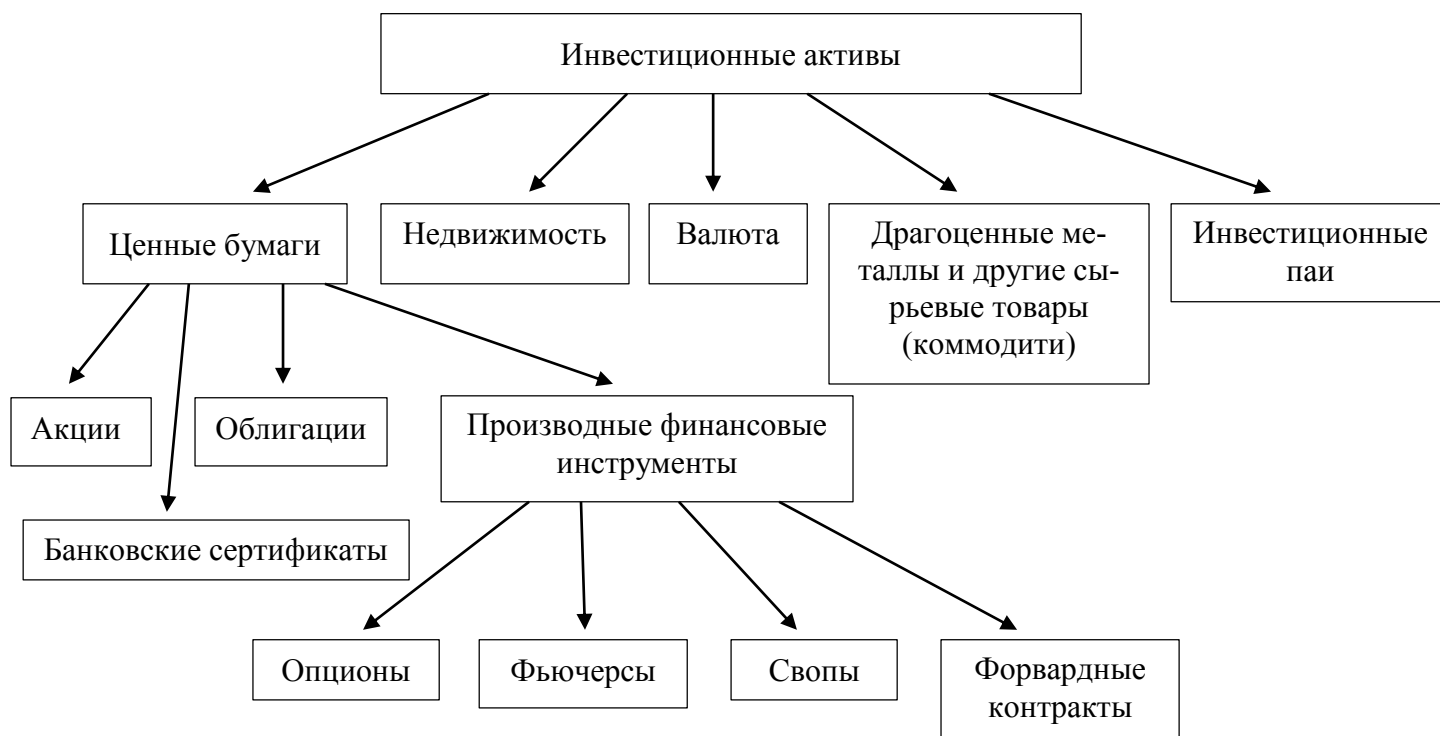 Инвестиционные активы
Ценные бумаги
Недвижимость
Валюта
Драгоценные ме-
таллы и другие сы-
рьевые товары
(коммодити)
Инвестиционные
паи
Акции
Облигации
Производные финансовые
инструменты
Банковские сертификаты
Опционы
Фьючерсы
Свопы
Форвардные
контракты